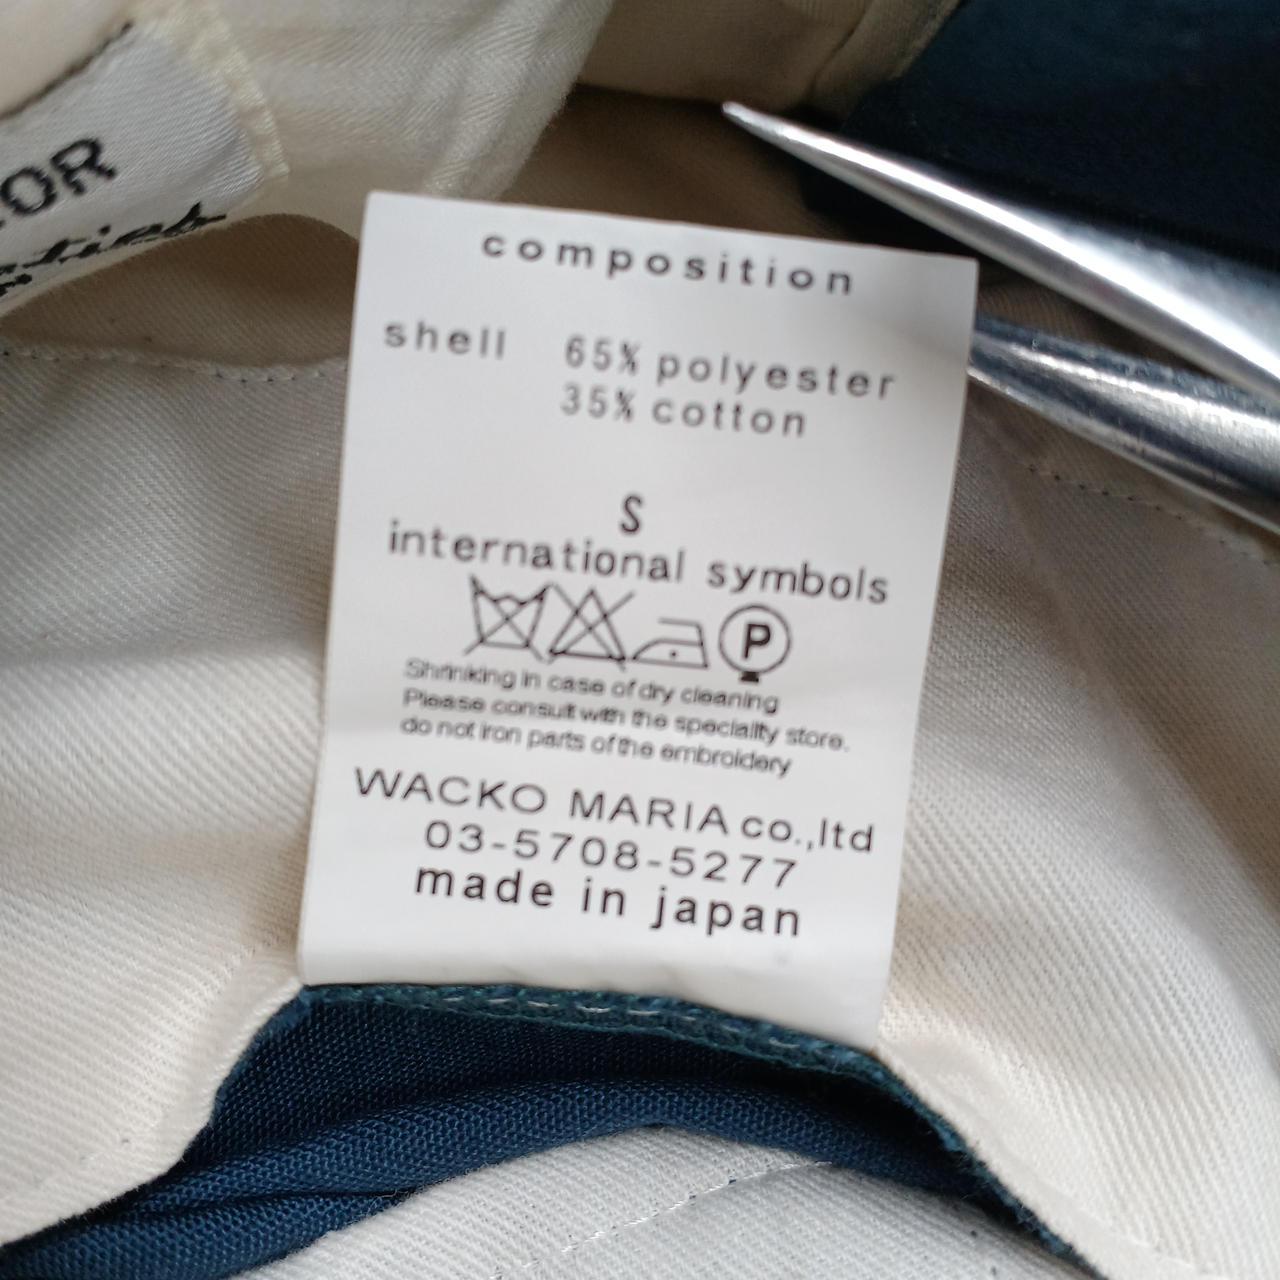 composition
shell 65% polyester
35% cotton
S
international symbols
P
Shrinking in case of dry cleaning
Please consult with the speciality store.
do not iron parts of the embroidery
WACKO MARIA co.,ltd
03-5708-5277
made in japan